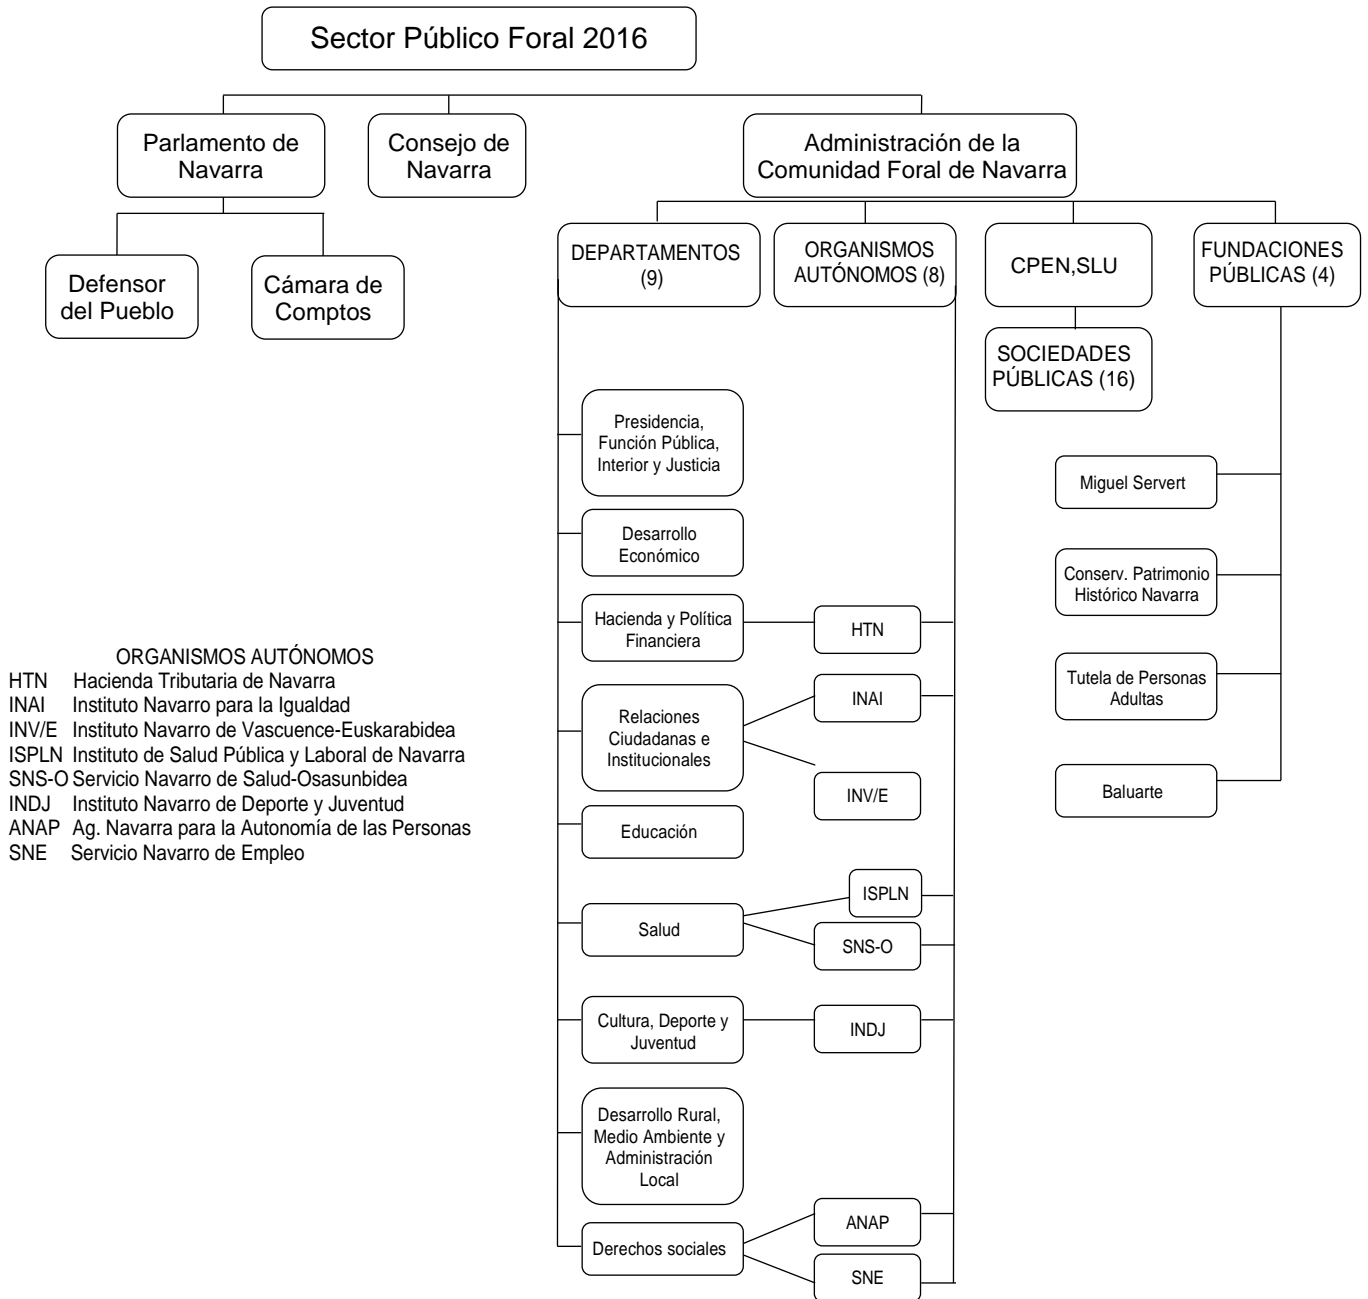 Sector Público Foral 2016
Parlamento de
Navarra
Consejo de
Navarra
Administración de la
Comunidad Foral de Navarra
Defensor
del Pueblo
Cámara de
Comptos
DEPARTAMENTOS
(9)
ORGANISMOS
AUTÓNOMOS (8)
CPEN,SLU
FUNDACIONES
PÚBLICAS (4)
SOCIEDADES
PÚBLICAS (16)
Presidencia,
Función Pública,
Interior y Justicia
Desarrollo
Económico
Hacienda y Política
Financiera
HTN
Relaciones
Ciudadanas e
Institucionales
INAI
INV/E
Educación
Salud
ISPLN
SNS-O
Cultura, Deporte y
Juventud
INDJ
Desarrollo Rural,
Medio Ambiente y
Administración
Local
Derechos sociales
ANAP
SNE
Miguel Servert
Conserv. Patrimonio
Histórico Navarra
Tutela de Personas
Adultas
Baluarte
ORGANISMOS AUTÓNOMOS
HTN Hacienda Tributaria de Navarra
INAI Instituto Navarro para la Igualdad
INV/E Instituto Navarro de Vascuence-Euskarabidea
ISPLN Instituto de Salud Pública y Laboral de Navarra
SNS-O Servicio Navarro de Salud-Osasunbidea
INDJ Instituto Navarro de Deporte y Juventud
ANAP Ag. Navarra para la Autonomía de las Personas
SNE Servicio Navarro de Empleo